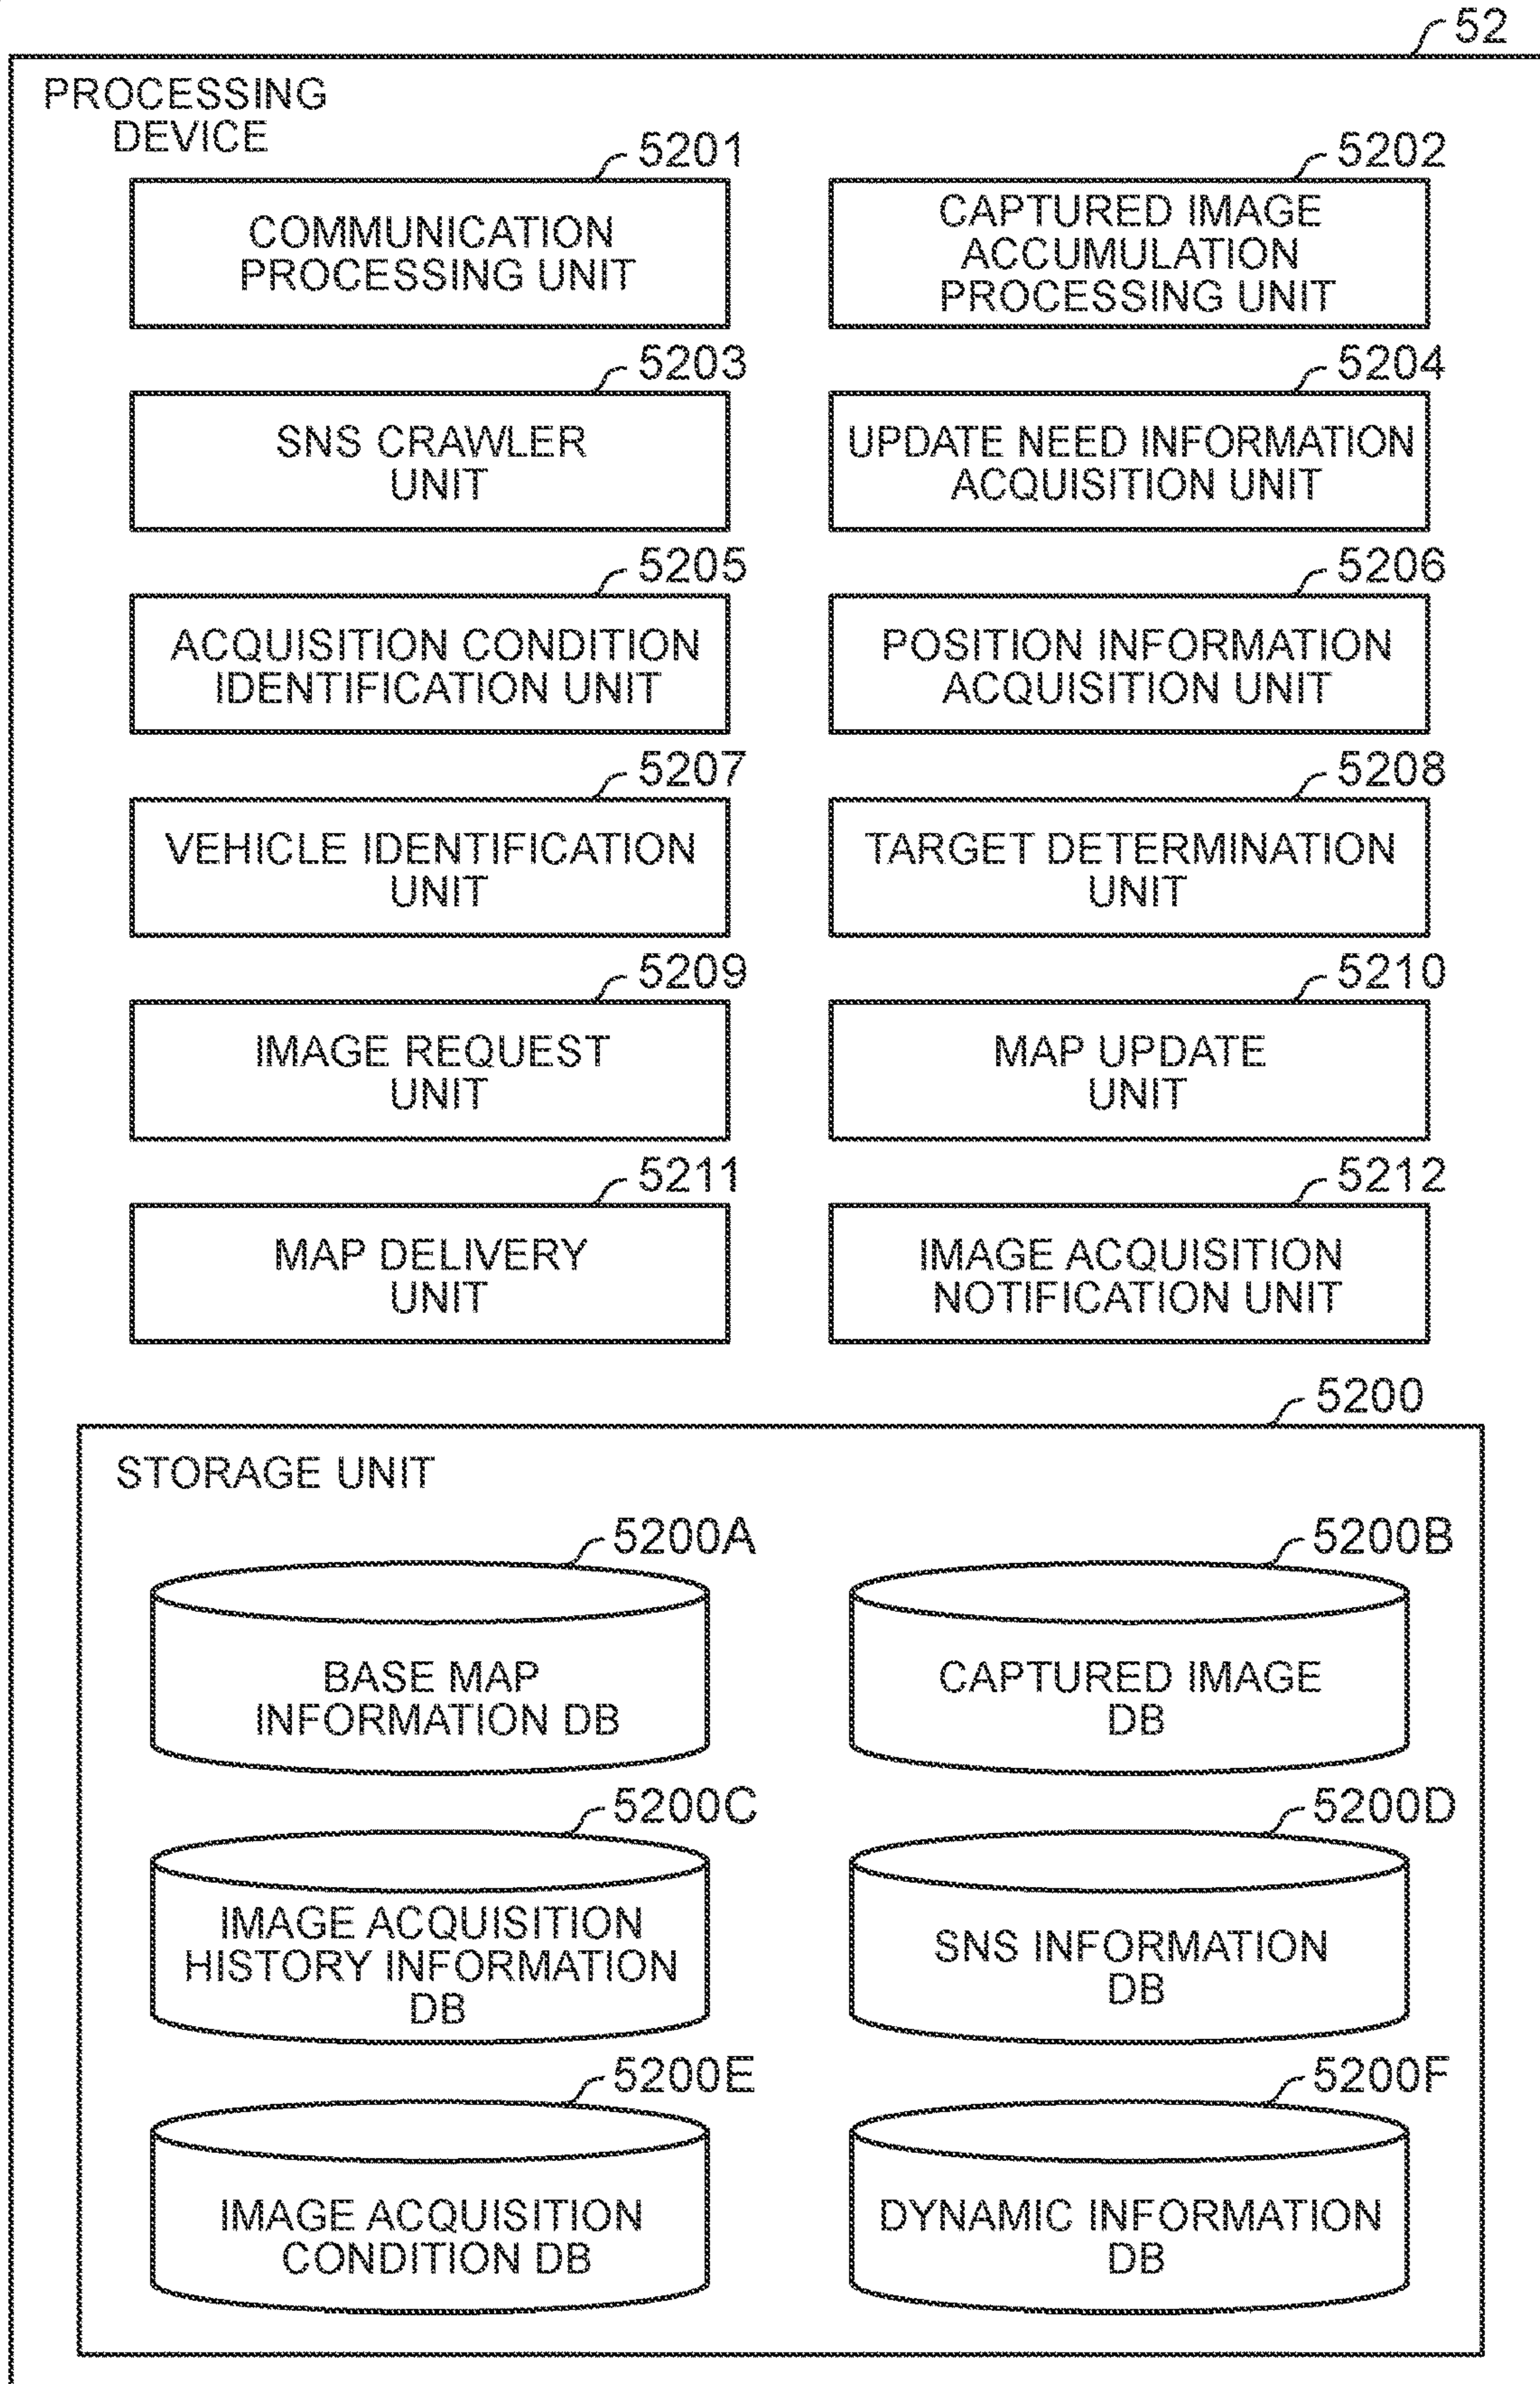 52
PROCESSING
DEVICE
5201
COMMUNICATION
PROCESSING UNIT
5202
CAPTURED IMAGE
ACCUMULATION
PROCESSING UNIT
5203
SNS CRAWLER
UNIT
5204
UPDATE NEED INFORMATION
ACQUISITION UNIT
5205
ACQUISITION CONDITION
IDENTIFICATION UNIT
5206
POSITION INFORMATION
ACQUISITION UNIT
5207
VEHICLE IDENTIFICATION
UNIT
5208
TARGET DETERMINATION
UNIT
5209
IMAGE REQUEST
UNIT
5210
MAP UPDATE
UNIT
5211
MAP DELIVERY
UNIT
5212
IMAGE ACQUISITION
NOTIFICATION UNIT
5200
STORAGE UNIT
5200A
BASE MAP
INFORMATION DB
5200B
CAPTURED IMAGE
DB
5200C
IMAGE ACQUISITION
HISTORY INFORMATION
DB
5200D
SNS INFORMATION
DB
5200E
IMAGE ACQUISITION
CONDITION DB
5200F
DYNAMIC INFORMATION
DB